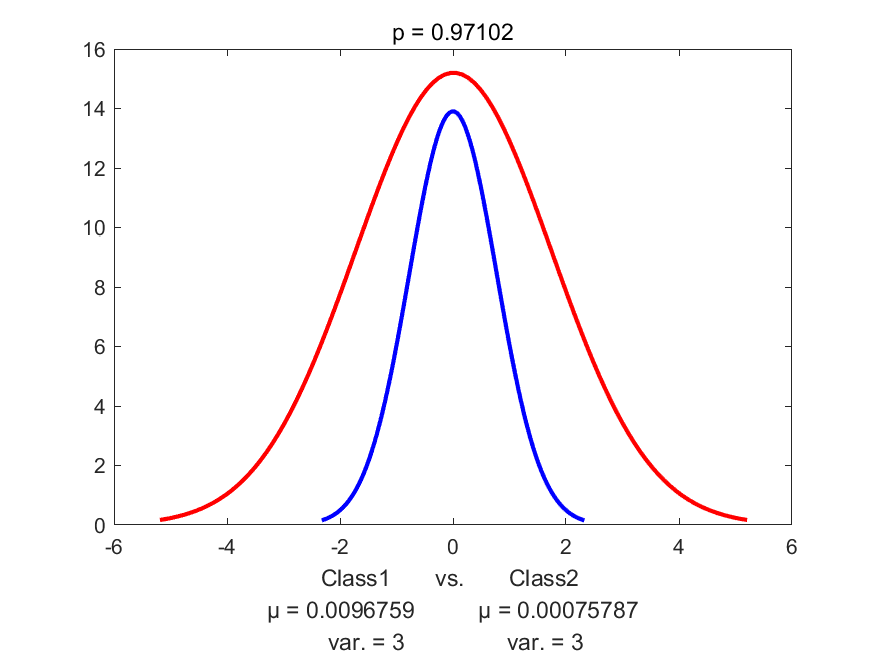 p = 0.97102
16
14
12
10
8
6
4
2
0
-6 -4 -2 0 2 4 6
Class1 vs. Class2
μ = 0.0096759 μ = 0.00075787
var. = 3 var. = 3